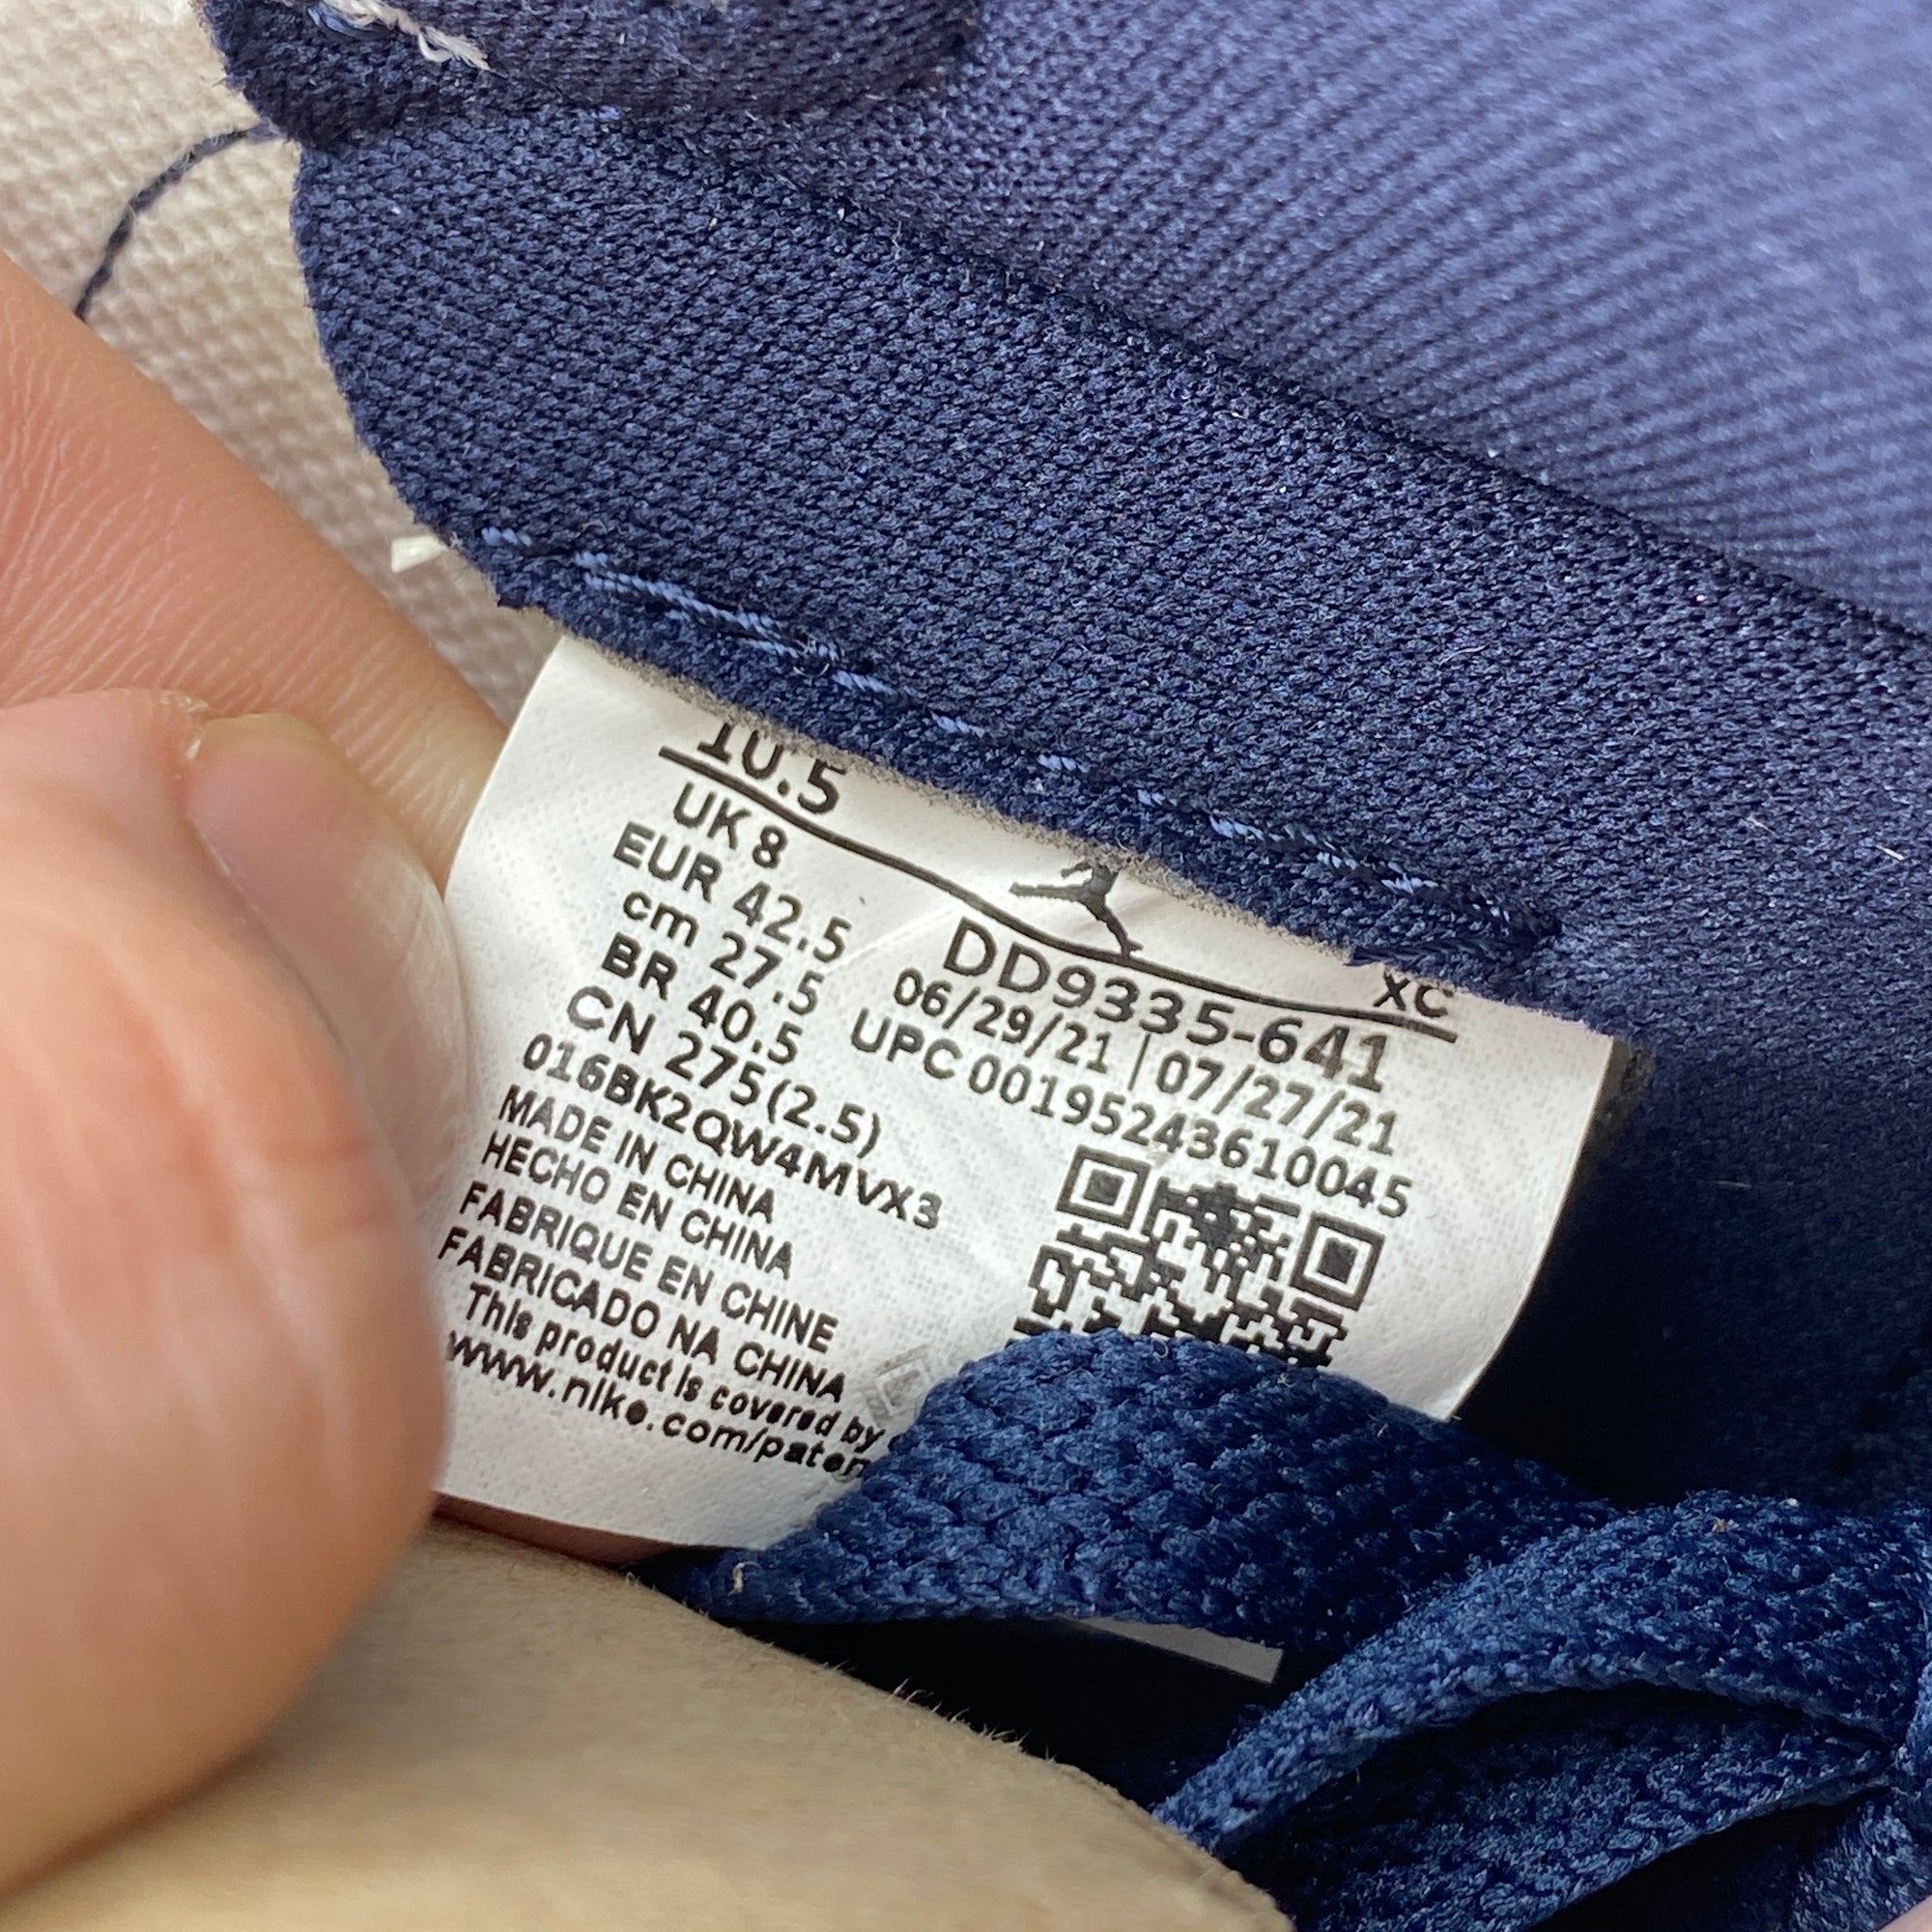 10.5
UK 8
EUR 42.5
cm 27.5
BR 40.5
CN 275(2.5)
016BK2QW4MVX3
MADE IN CHINA
HECHO EN CHINA
FABRIQUE EN CHINE
FABRICADO NA CHINA
This product is covered by
www.nike.com/paten
XC
DD9335-641
06/29/21 | 07/27/21
UPC 00195243610045